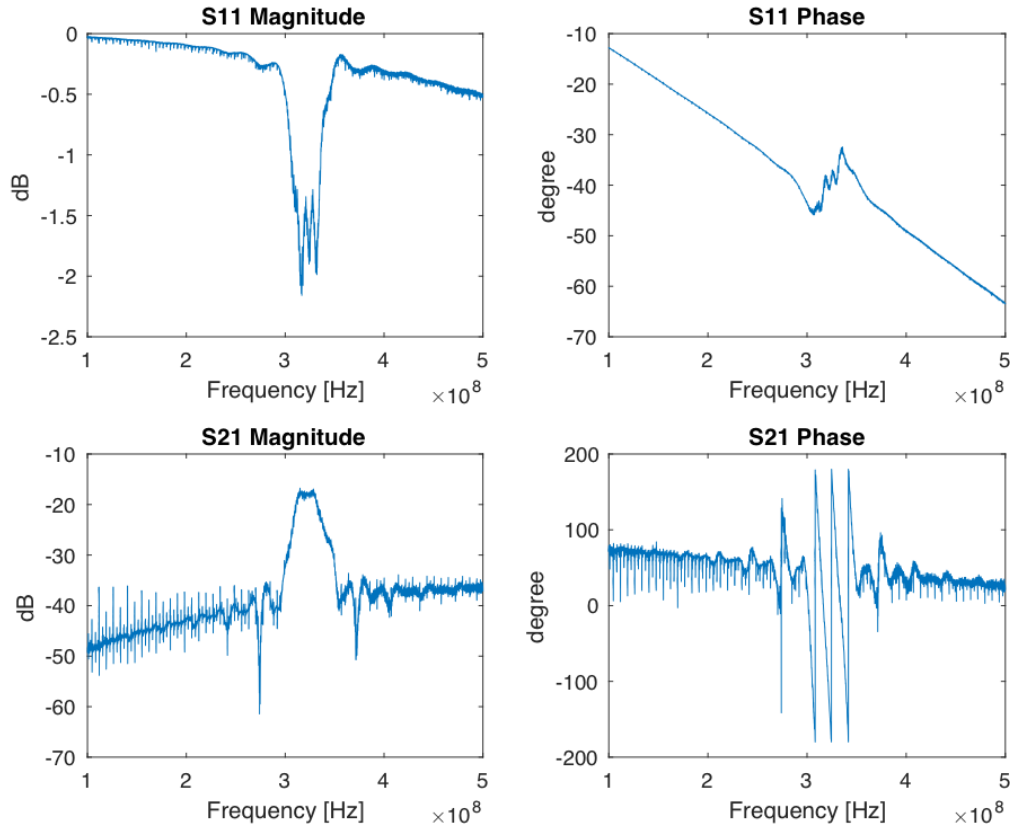 S11 Magnitude
0
-0.5
-1
-1.5
-2
-2.5
dB
1 2 3 4 5
Frequency [Hz]
×10^8
S11 Phase
-10
-20
-30
-40
-50
-60
-70
degree
1 2 3 4 5
Frequency [Hz]
×10^8
S21 Magnitude
-10
-20
-30
-40
-50
-60
-70
dB
1 2 3 4 5
Frequency [Hz]
×10^8
S21 Phase
200
100
0
-100
-200
degree
1 2 3 4 5
Frequency [Hz]
×10^8